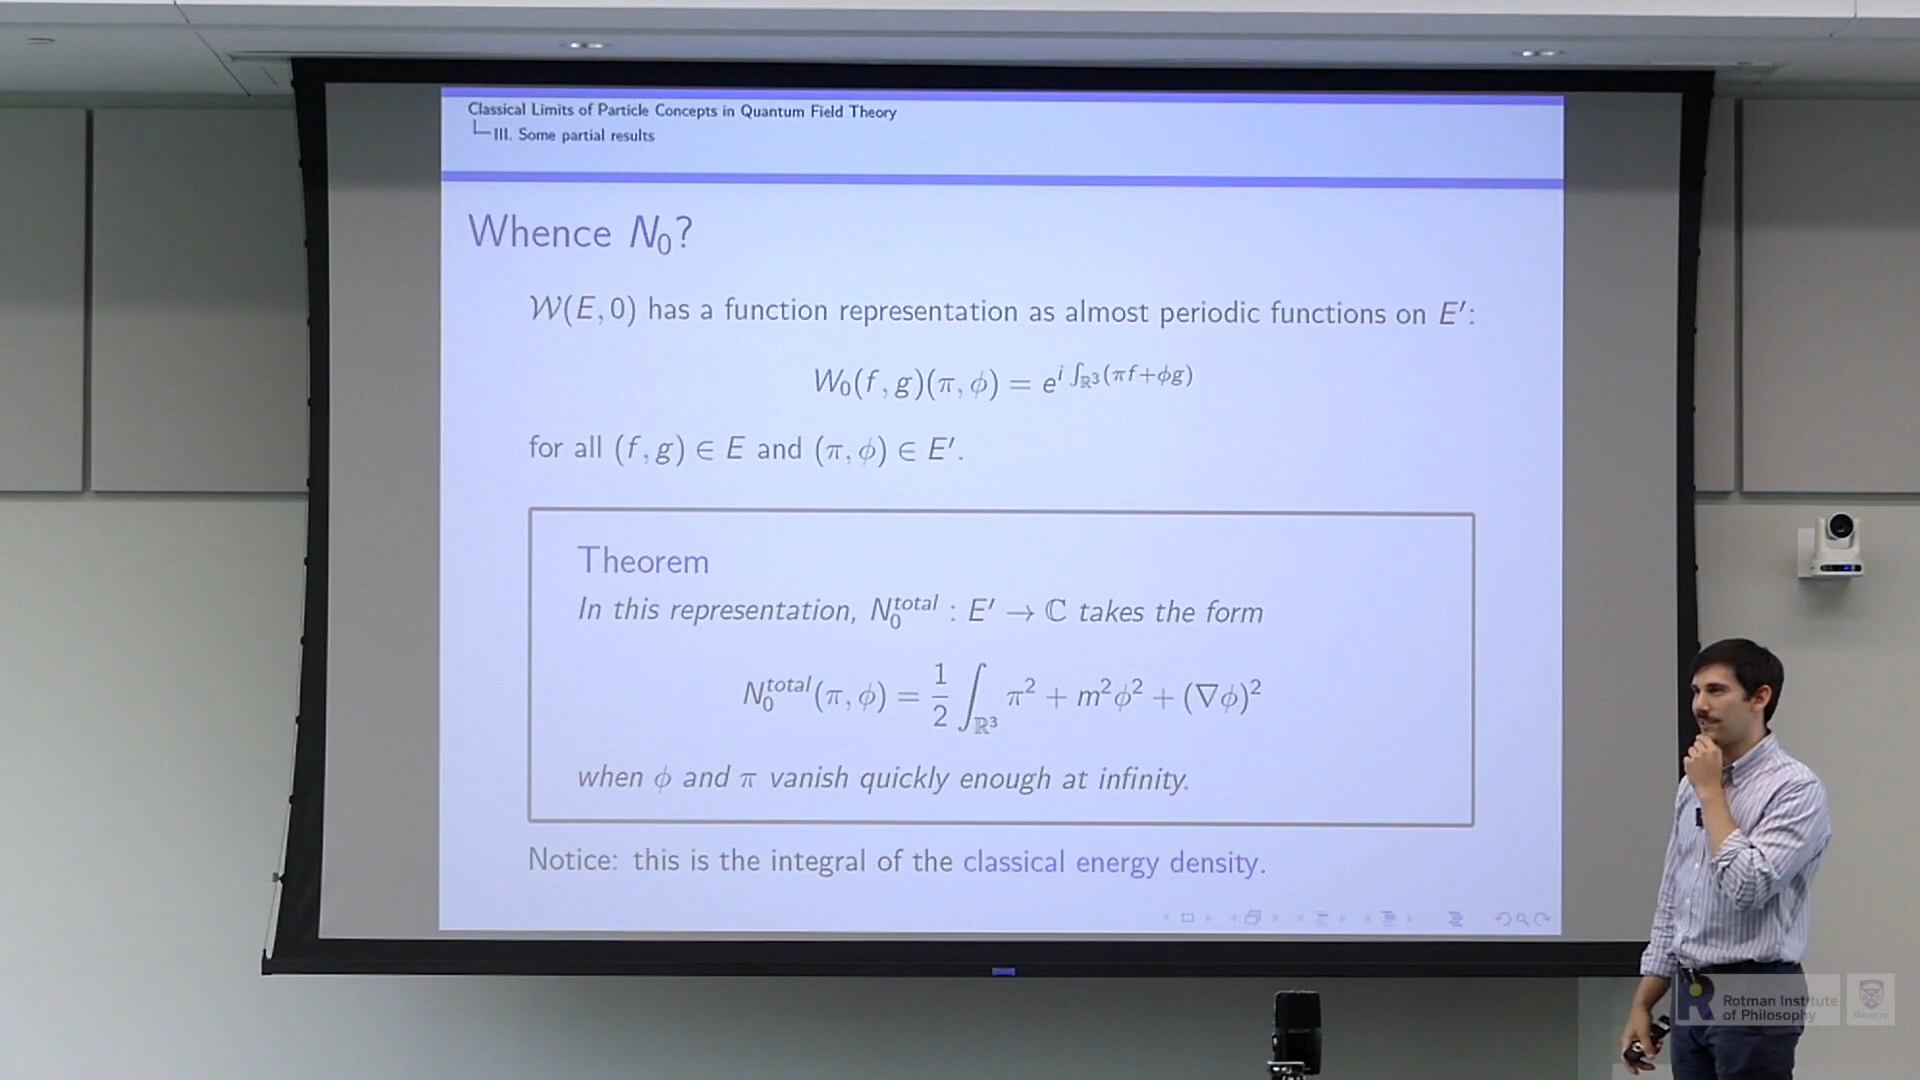 Classical Limits of Particle Concepts in Quantum Field Theory
III. Some partial results
Whence N₀?
𝒲(E, 0) has a function representation as almost periodic functions on E′:
W₀(f, g)(π, ϕ) = e^{i ∫_{ℝ³}(πf+ϕg)}
for all (f, g) ∈ E and (π, ϕ) ∈ E′.
Theorem
In this representation, N₀^{total} : E′ → ℂ takes the form
N₀^{total}(π, ϕ) = 1/2 ∫_{ℝ³} π² + m²ϕ² + (∇ϕ)²
when ϕ and π vanish quickly enough at infinity.
Notice: this is the integral of the classical energy density.
R Rotman Institute
of Philosophy
Western